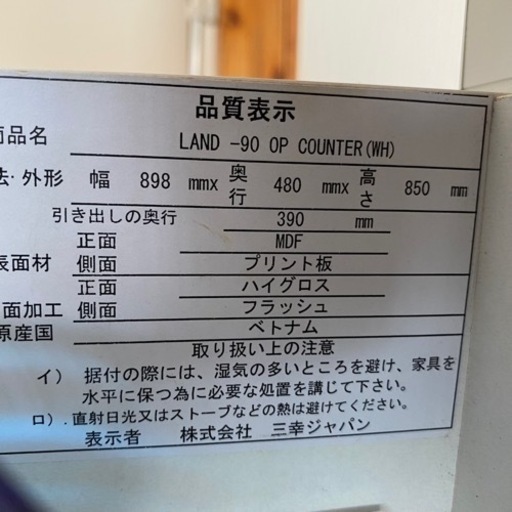 品質表示
商品名 LAND -90 OP COUNTER(WH)
法・外形 幅 898 mmx 奥行 480 mmx 高さ 850 mm
引き出しの奥行 390 mm
正面 MDF
表面材 側面 プリント板
正面 ハイグロス
面加工 側面 フラッシュ
原産国 ベトナム
取り扱い上の注意
イ） 据付の際には、湿気の多いところを避け、家具を
水平に保つ為に必要な処置を講じて下さい。
ロ）.直射日光又はストーブなどの熱は避けてください。
表示者 株式会社 三幸ジャパン